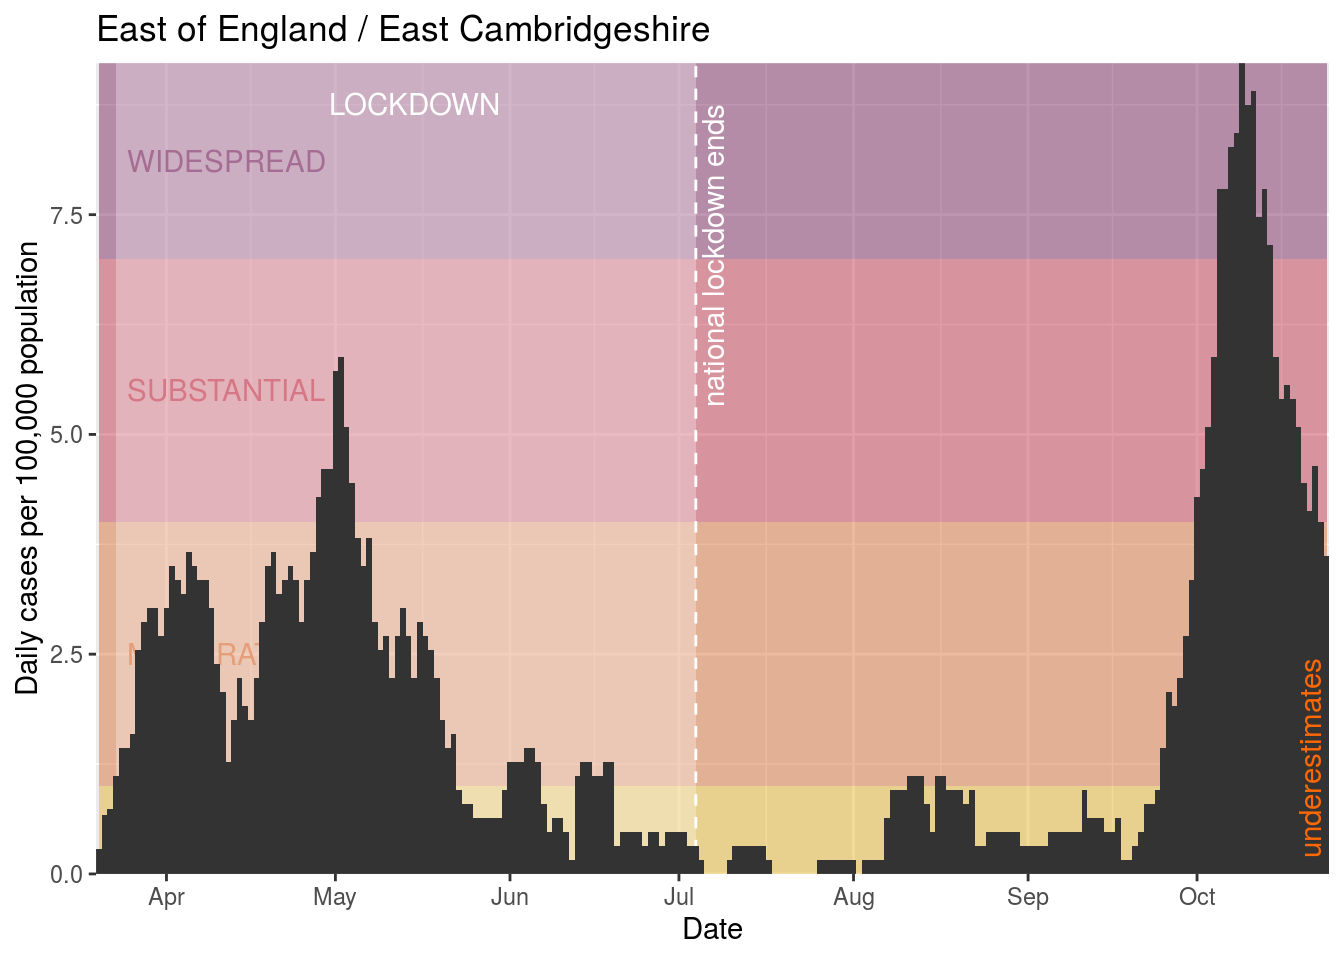 East of England / East Cambridgeshire
LOCKDOWN
WIDESPREAD
national lockdown ends
SUBSTANTIAL
underestimates
Daily cases per 100,000 population
7.5
5.0
2.5
0.0
Apr
May
Jun
Jul
Aug
Sep
Oct
Date